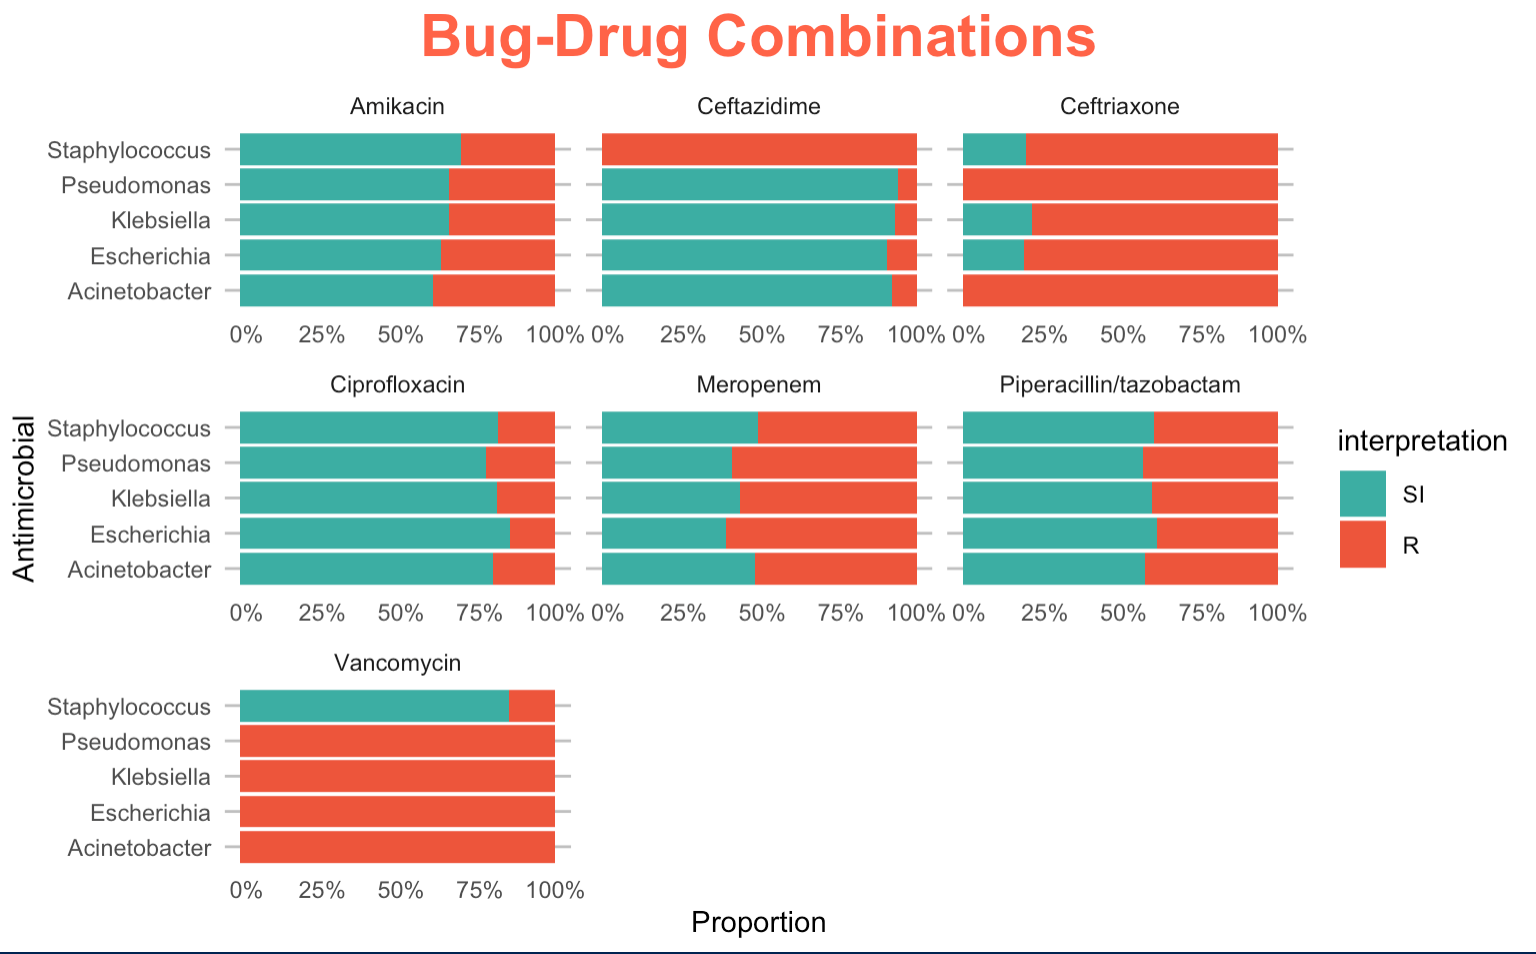 Bug-Drug Combinations
Amikacin
Ceftazidime
Ceftriaxone
Staphylococcus
Pseudomonas
Klebsiella
Escherichia
Acinetobacter
0% 25% 50% 75% 100%
0% 25% 50% 75% 100%
0% 25% 50% 75% 100%
Ciprofloxacin
Meropenem
Piperacillin/tazobactam
Antimicrobial
Staphylococcus
Pseudomonas
Klebsiella
Escherichia
Acinetobacter
0% 25% 50% 75% 100%
0% 25% 50% 75% 100%
0% 25% 50% 75% 100%
interpretation
SI
R
Vancomycin
Staphylococcus
Pseudomonas
Klebsiella
Escherichia
Acinetobacter
0% 25% 50% 75% 100%
Proportion